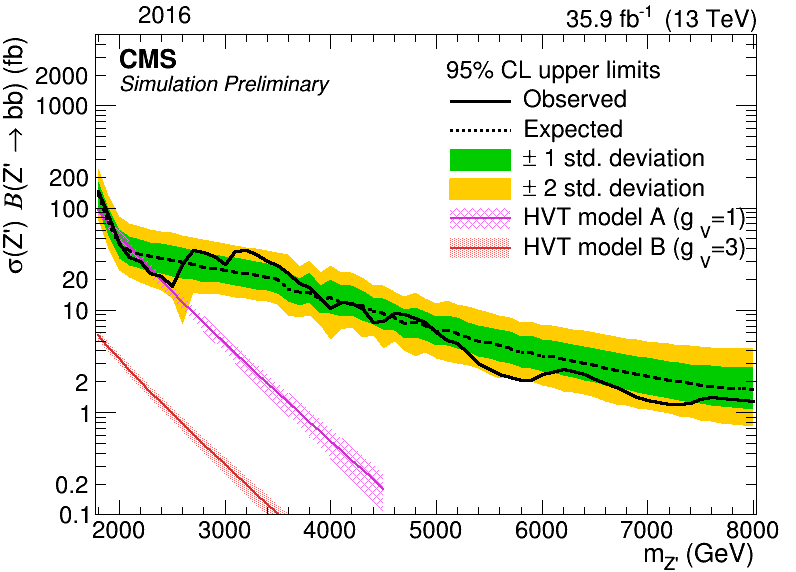 2016 35.9 fb⁻¹ (13 TeV)
CMS
Simulation Preliminary
95% CL upper limits
Observed
Expected
± 1 std. deviation
± 2 std. deviation
HVT model A (g_v=1)
HVT model B (g_v=3)
σ(Z') B(Z' → bb) (fb)
2000
1000
200
100
20
10
2
1
0.2
0.1
2000 3000 4000 5000 6000 7000 8000
m_Z' (GeV)